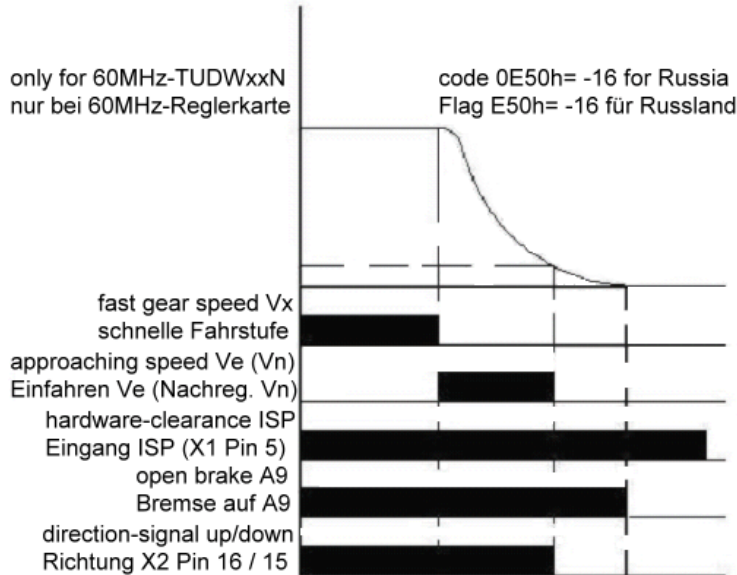 only for 60MHz-TUDWxxN
nur bei 60MHz-Reglerkarte
code 0E50h= -16 for Russia
Flag E50h= -16 für Russland
fast gear speed Vx
schnelle Fahrstufe
approaching speed Ve (Vn)
Einfahren Ve (Nachreg. Vn)
hardware-clearance ISP
Eingang ISP (X1 Pin 5)
open brake A9
Bremse auf A9
direction-signal up/down
Richtung X2 Pin 16 / 15